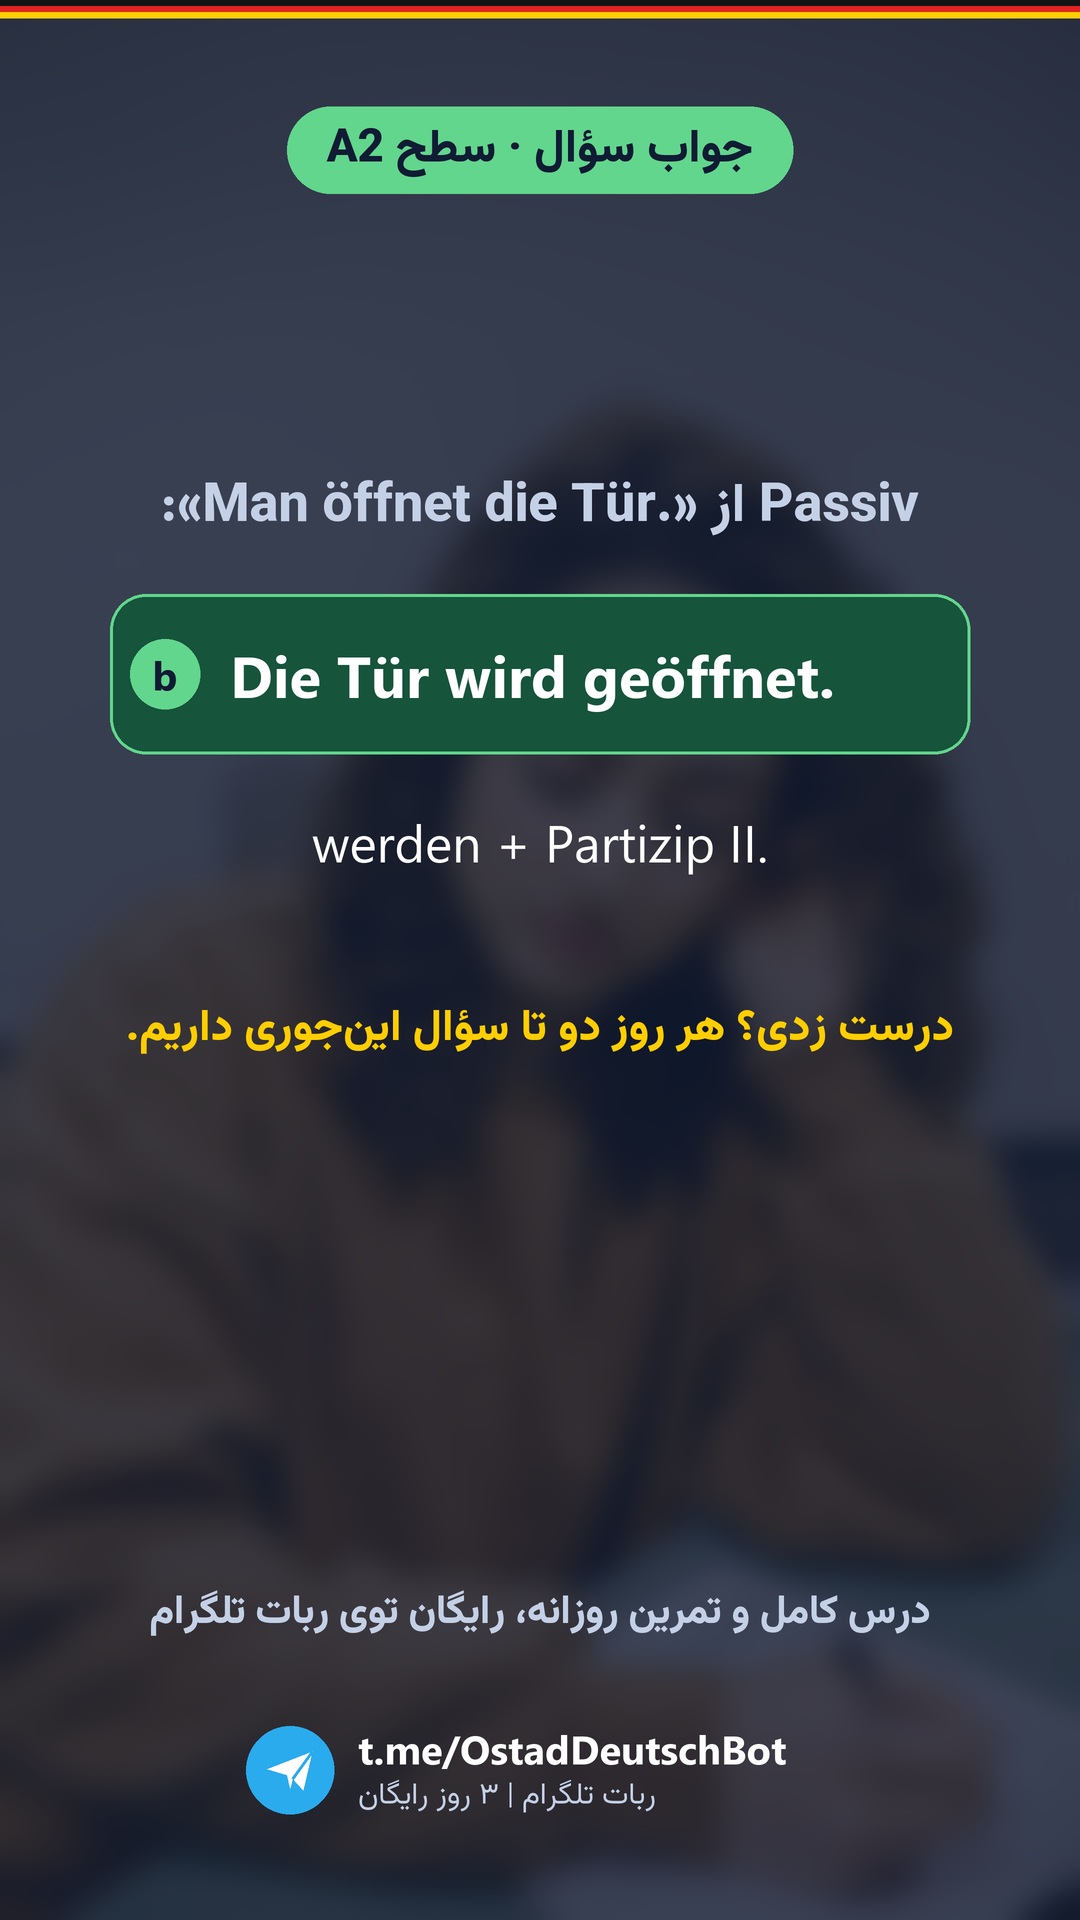 جواب سؤال · سطح A2
Passiv از «Man öffnet die Tür.»:
b Die Tür wird geöffnet.
werden + Partizip II.
درست زدی؟ هر روز دو تا سؤال این‌جوری داریم.
درس کامل و تمرین روزانه، رایگان توی ربات تلگرام
t.me/OstadDeutschBot
ربات تلگرام | ۳ روز رایگان